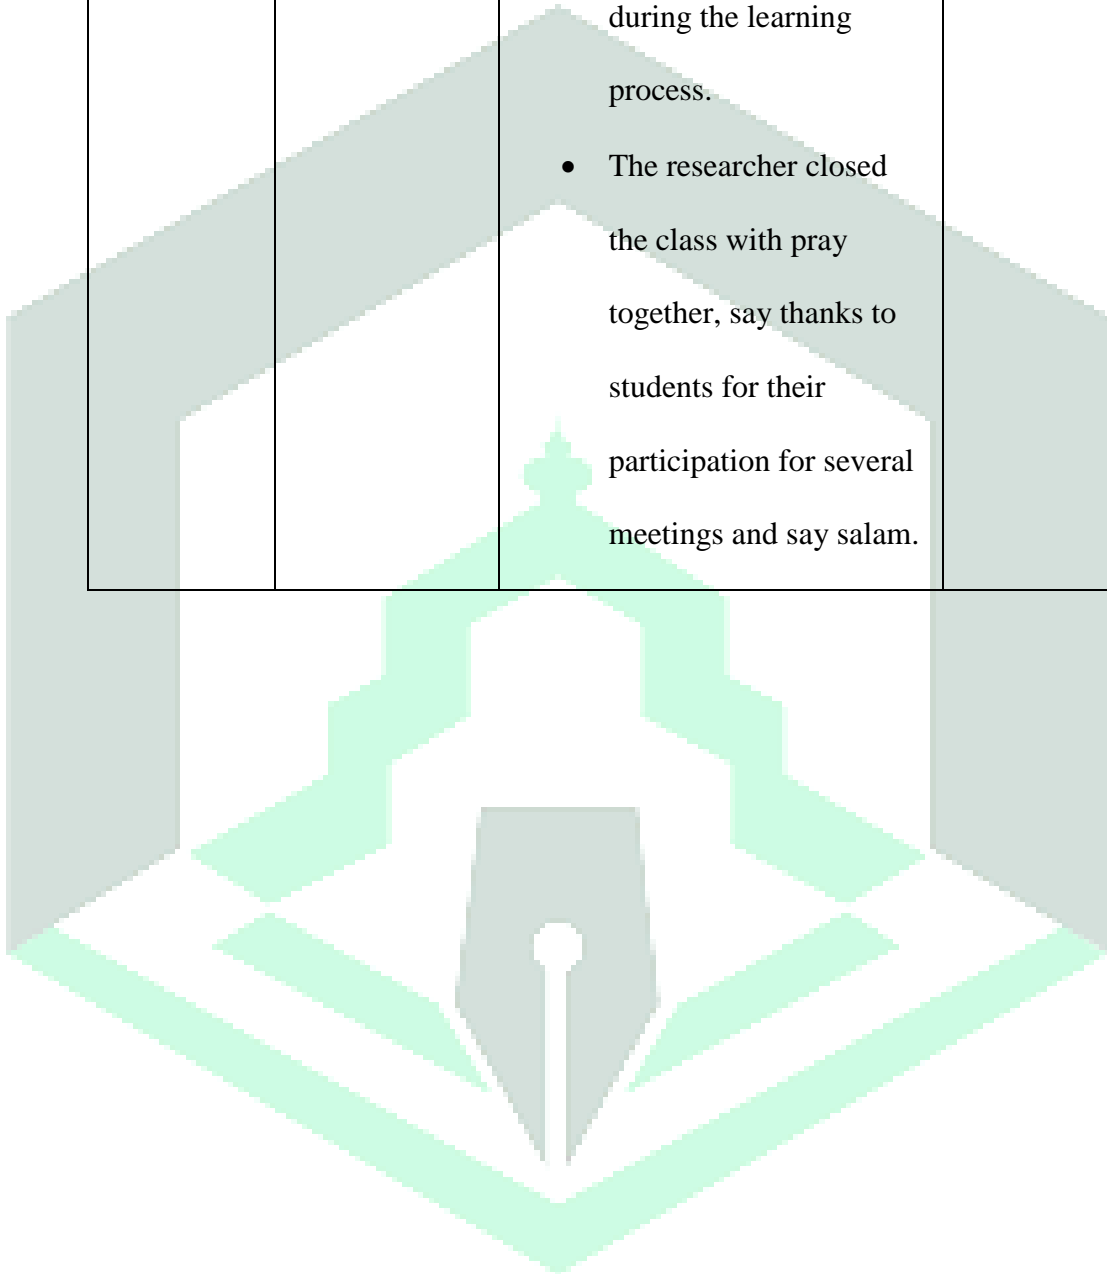 during the learning
process.
• The researcher closed
the class with pray
together, say thanks to
students for their
participation for several
meetings and say salam.